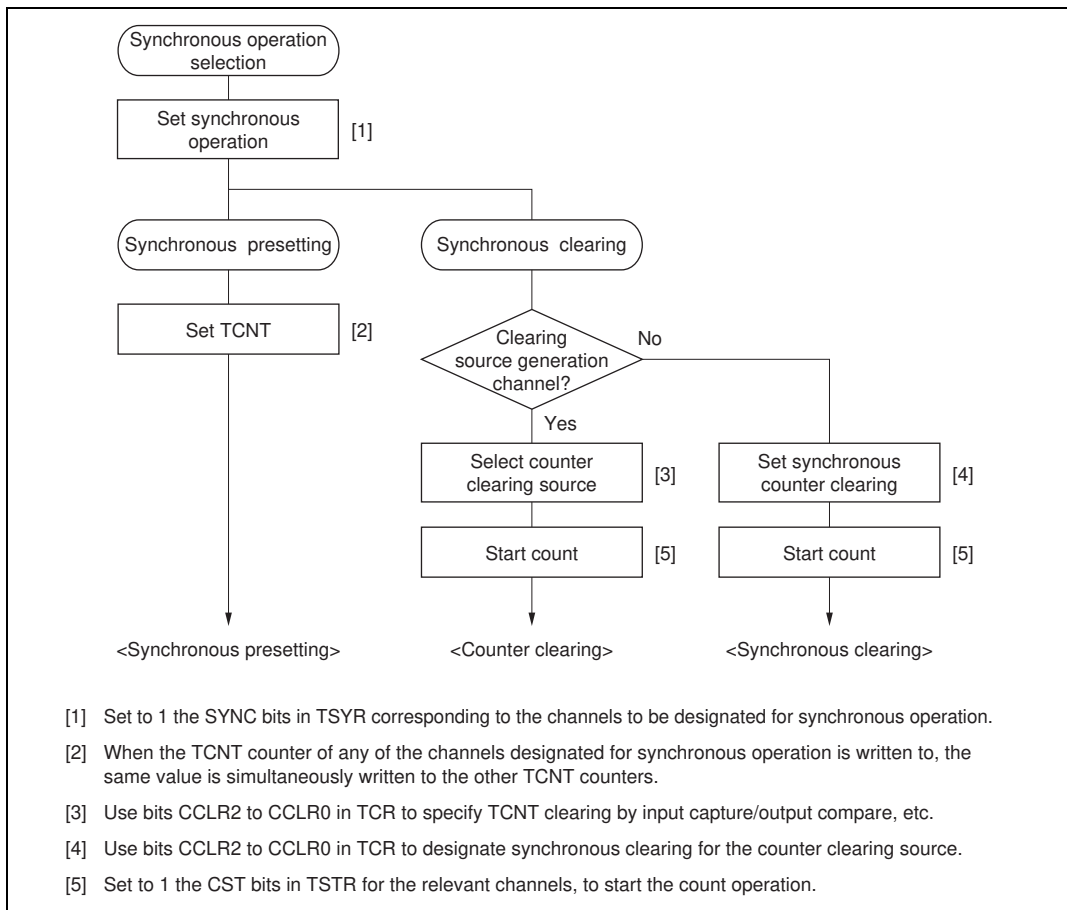 Synchronous operation
selection
Set synchronous
operation
[1]
Synchronous presetting
Synchronous clearing
Set TCNT
[2]
Clearing
source generation
channel?
No
Yes
Select counter
clearing source
[3]
Set synchronous
counter clearing
[4]
Start count
[5]
Start count
[5]
<Synchronous presetting>
<Counter clearing>
<Synchronous clearing>
[1] Set to 1 the SYNC bits in TSYR corresponding to the channels to be designated for synchronous operation.
[2] When the TCNT counter of any of the channels designated for synchronous operation is written to, the
same value is simultaneously written to the other TCNT counters.
[3] Use bits CCLR2 to CCLR0 in TCR to specify TCNT clearing by input capture/output compare, etc.
[4] Use bits CCLR2 to CCLR0 in TCR to designate synchronous clearing for the counter clearing source.
[5] Set to 1 the CST bits in TSTR for the relevant channels, to start the count operation.